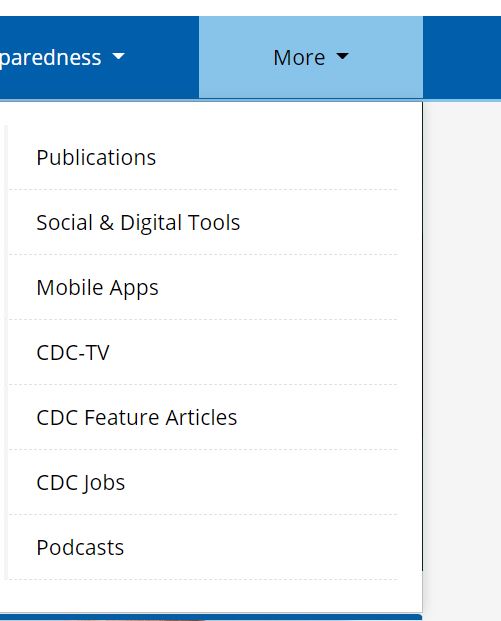 paredness
More
Publications
Social & Digital Tools
Mobile Apps
CDC-TV
CDC Feature Articles
CDC Jobs
Podcasts